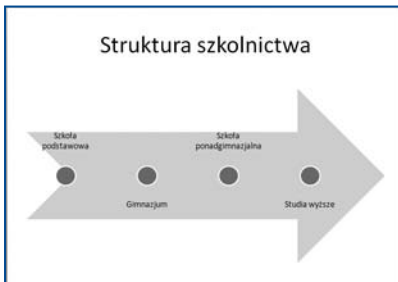 Struktura szkolnictwa
Szkoła
podstawowa
Gimnazjum
Szkoła
ponadgimnazjalna
Studia wyższe